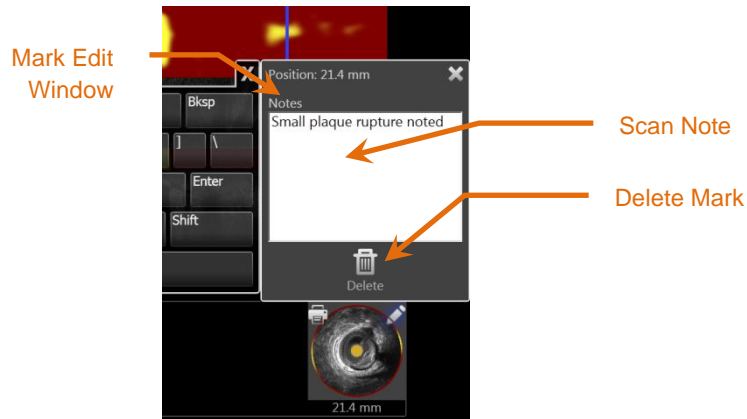 Mark Edit
Window
Position: 21.4 mm
Notes
Small plaque rupture noted
Bksp
] \
Enter
Shift
Scan Note
Delete Mark
Delete
21.4 mm